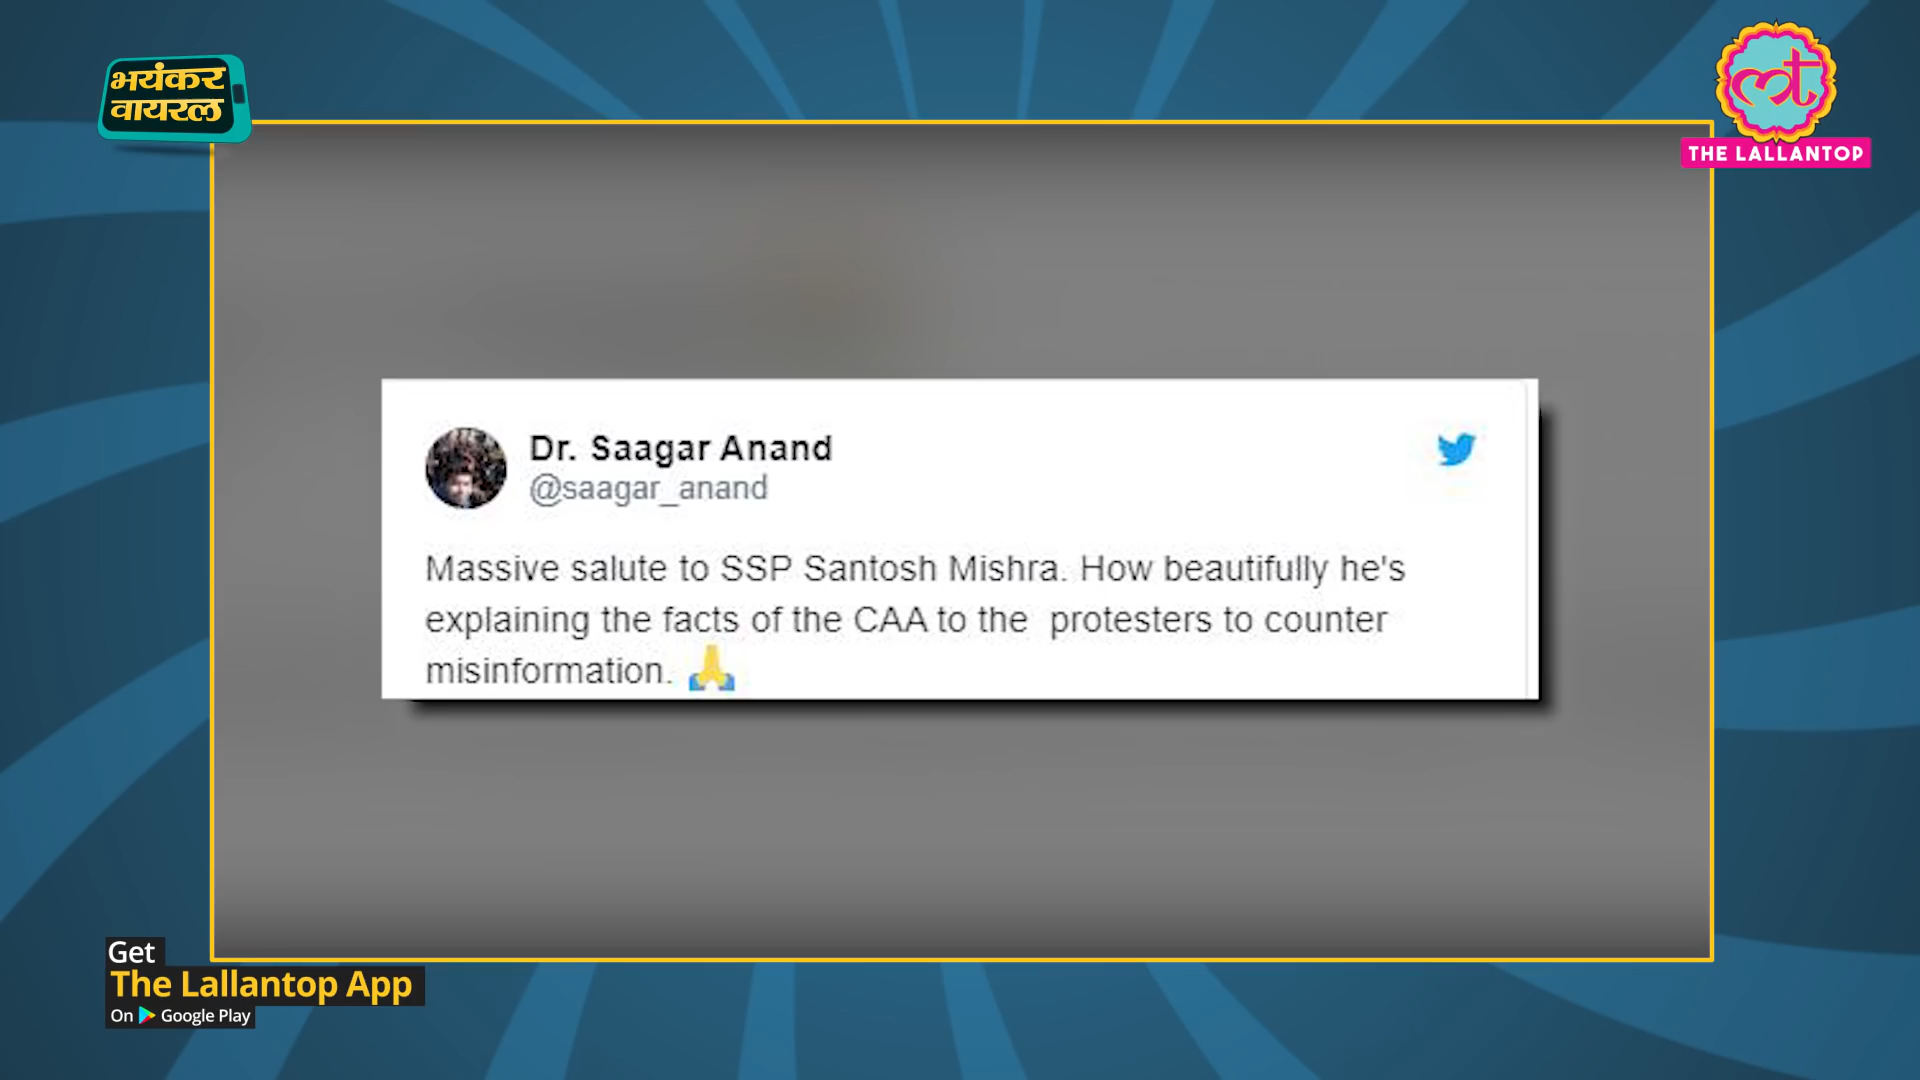 भयंकर
वायरल
लт
THE LALLANTOP
Dr. Saagar Anand
@saagar_anand
Massive salute to SSP Santosh Mishra. How beautifully he's
explaining the facts of the CAA to the protesters to counter
misinformation. 🙏
Get
The Lallantop App
On Google Play